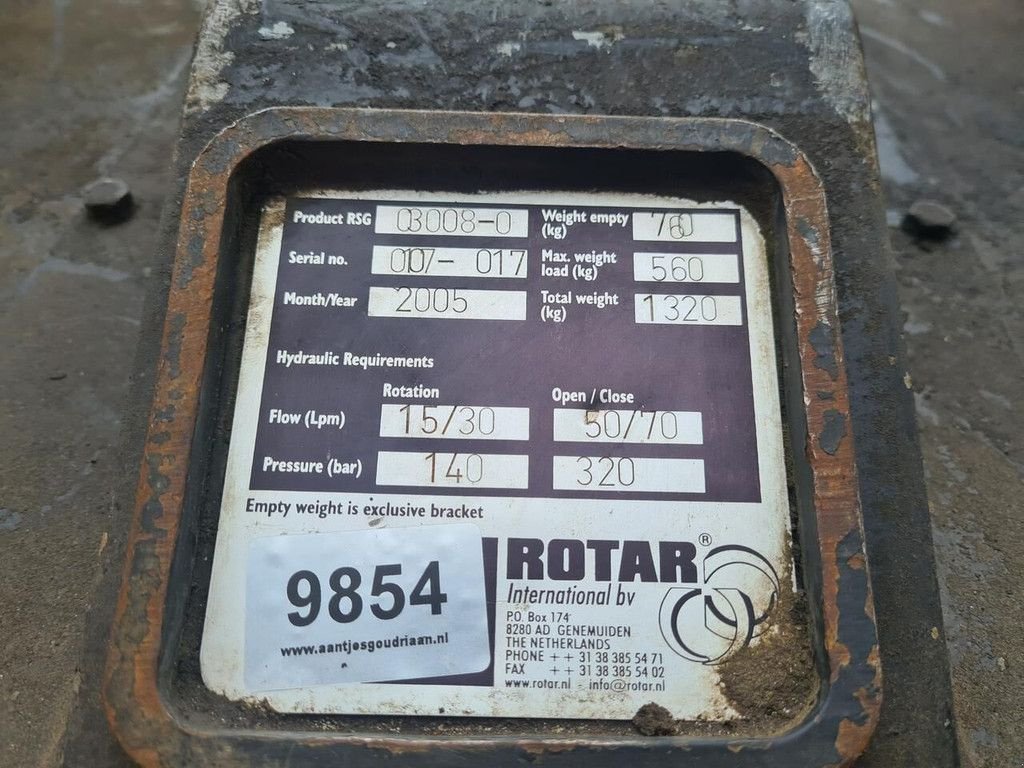 Product RSG 03008-0 Weight empty (kg) 760
Serial no. 007- 017 Max. weight load (kg) 560
Month/Year 2005 Total weight (kg) 1320
Hydraulic Requirements
Rotation Open / Close
Flow (Lpm) 15/30 50/70
Pressure (bar) 140 320
Empty weight is exclusive bracket
9854
www.aantjesgoudriaan.nl
ROTAR®
International bv
P.O. Box 174
8280 AD GENEMUIDEN
THE NETHERLANDS
PHONE ++ 31 38 385 54 71
FAX ++ 31 38 385 54 02
www.rotar.nl - info@rotar.nl